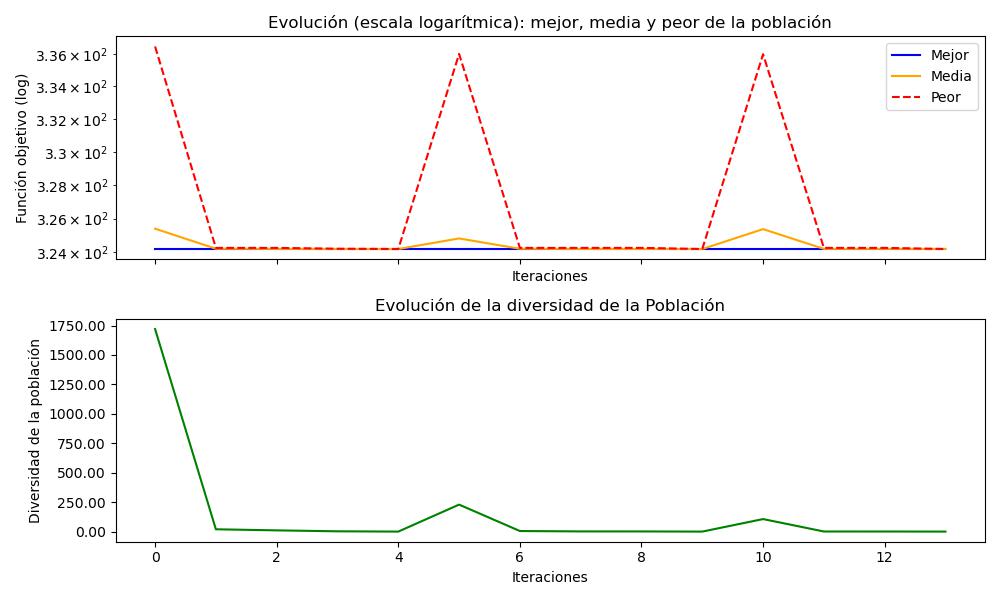 Evolución (escala logarítmica): mejor, media y peor de la población
Función objetivo (log)
3.36 × 10²
3.34 × 10²
3.32 × 10²
3.3 × 10²
3.28 × 10²
3.26 × 10²
3.24 × 10²
Mejor
Media
Peor
Iteraciones
Evolución de la diversidad de la Población
Diversidad de la población
1750.00
1500.00
1250.00
1000.00
750.00
500.00
250.00
0.00
0 2 4 6 8 10 12
Iteraciones